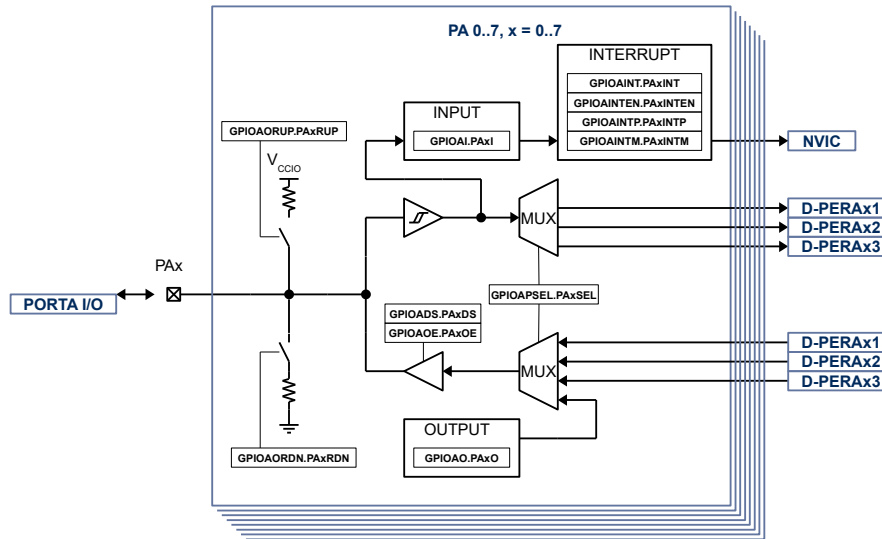 PA 0..7, x = 0..7
INTERRUPT
GPIOAINT.PAxINT
GPIOAINTEN.PAxINTEN
GPIOAINTP.PAxINTP
GPIOAINTM.PAxINTM
INPUT
GPIOAI.PAxI
NVIC
GPIOAORUP.PAxRUP
VCCIO
MUX
D-PERAx1
D-PERAx2
D-PERAx3
PAx
PORTA I/O
GPIOAPSEL.PAxSEL
GPIOADS.PAxDS
GPIOAOE.PAxOE
MUX
D-PERAx1
D-PERAx2
D-PERAx3
OUTPUT
GPIOAO.PAxO
GPIOAORDN.PAxRDN